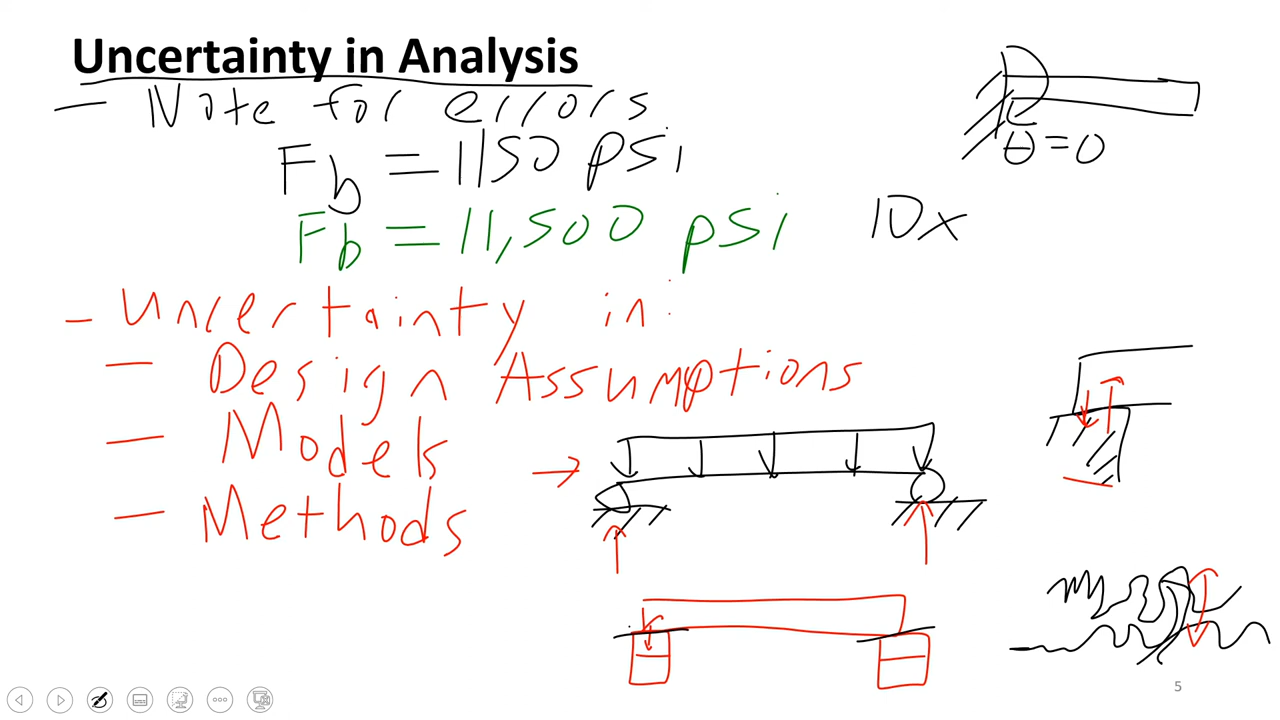 Uncertainty in Analysis
- Note for errors
Fb = 1150 psi
Fb = 11,500 psi
10x
θ = 0
- Uncertainty in:
- Design Assumptions
- Models
- Methods
5